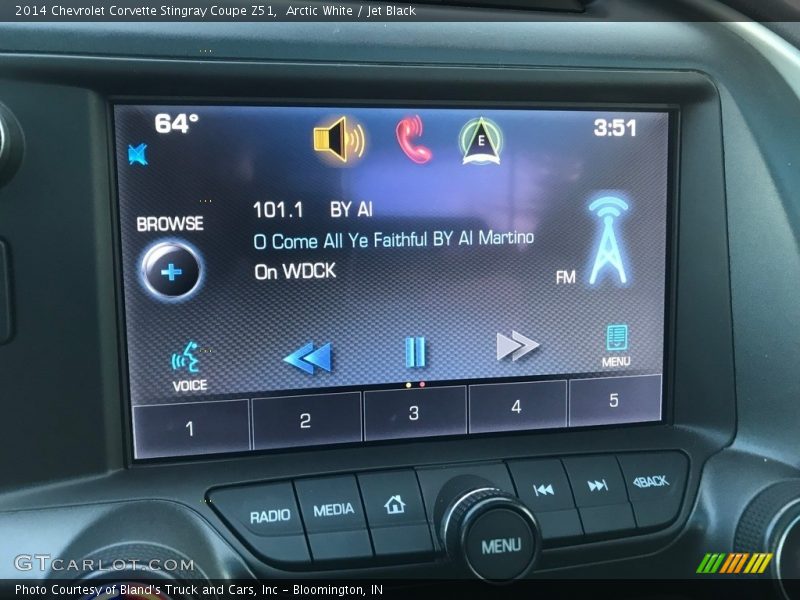 2014 Chevrolet Corvette Stingray Coupe Z51, Arctic White / Jet Black
64°
E
3:51
BROWSE
101.1 BY Al
O Come All Ye Faithful BY Al Martino
On WDCK
FM
VOICE
MENU
1 2 3 4 5
RADIO MEDIA BACK
MENU
GTCARLOT.COM
Photo Courtesy of Bland's Truck and Cars, Inc - Bloomington, IN